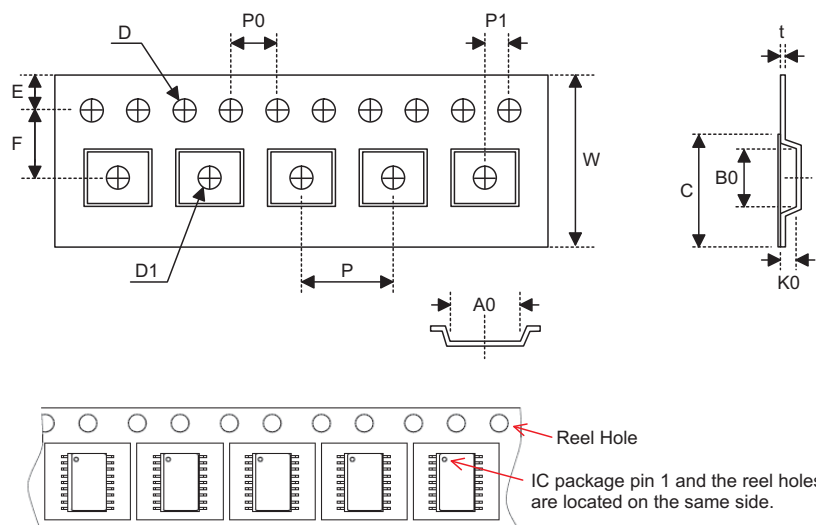 D
P0
P1
t
E
F
W
C
B0
D1
P
K0
A0
Reel Hole
IC package pin 1 and the reel holes
are located on the same side.